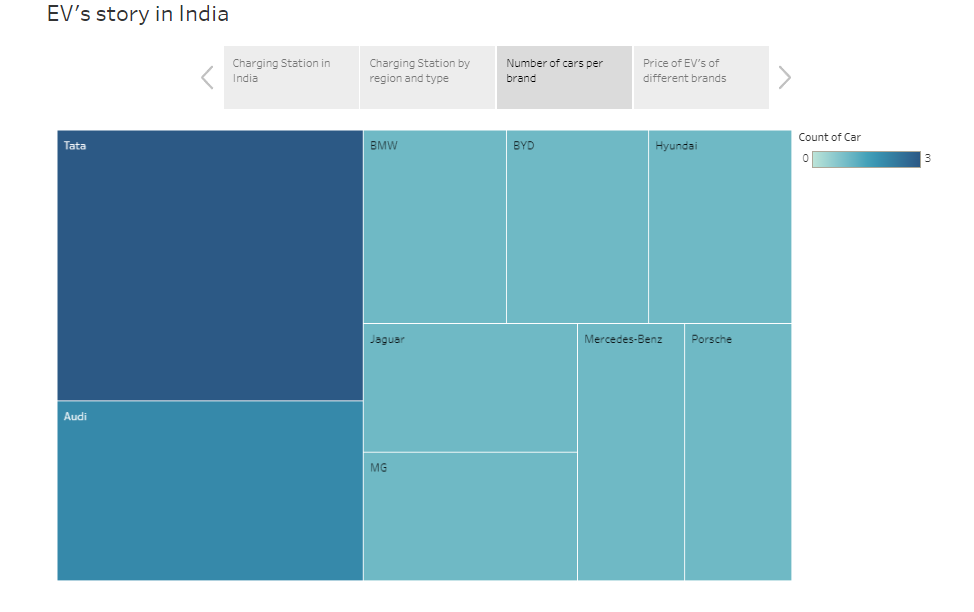 EV's story in India
Charging Station in
India
Charging Station by
region and type
Number of cars per
brand
Price of EV's of
different brands
Tata
BMW
BYD
Hyundai
Count of Car
0
3
Jaguar
Mercedes-Benz
Porsche
Audi
MG